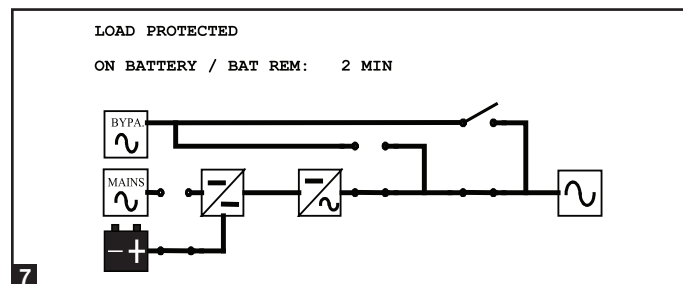 LOAD PROTECTED
ON BATTERY / BAT REM: 2 MIN
BYPA.
MAINS
7